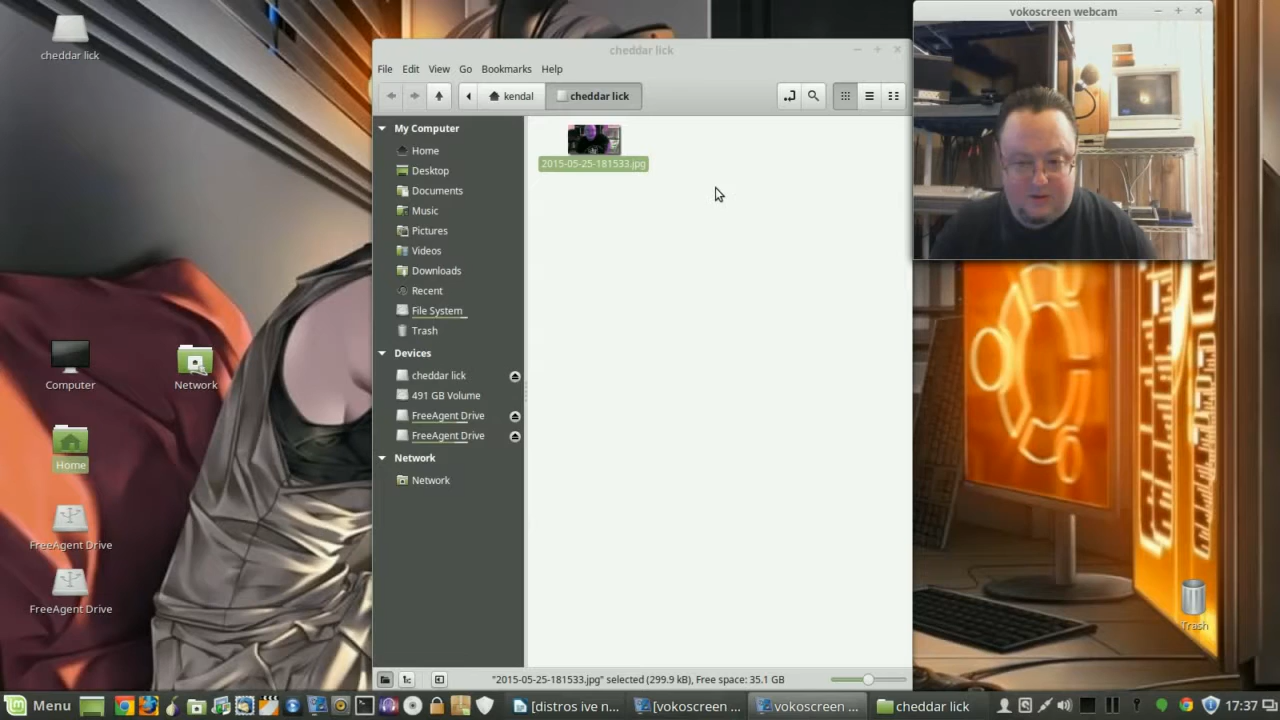 cheddar lick
vokoscreen webcam
cheddar lick
File Edit View Go Bookmarks Help
kendal
cheddar lick
My Computer
Home
Desktop
Documents
Music
Pictures
Videos
Downloads
Recent
File System
Trash
Devices
cheddar lick
491 GB Volume
FreeAgent Drive
FreeAgent Drive
Network
Network
2015-05-25-181533.jpg
Computer
Network
Home
FreeAgent Drive
FreeAgent Drive
Trash
"2015-05-25-181533.jpg" selected (299.9 kB), Free space: 35.1 GB
Menu
[distros ive n...
[vokoscreen ...
vokoscreen ...
cheddar lick
17:37